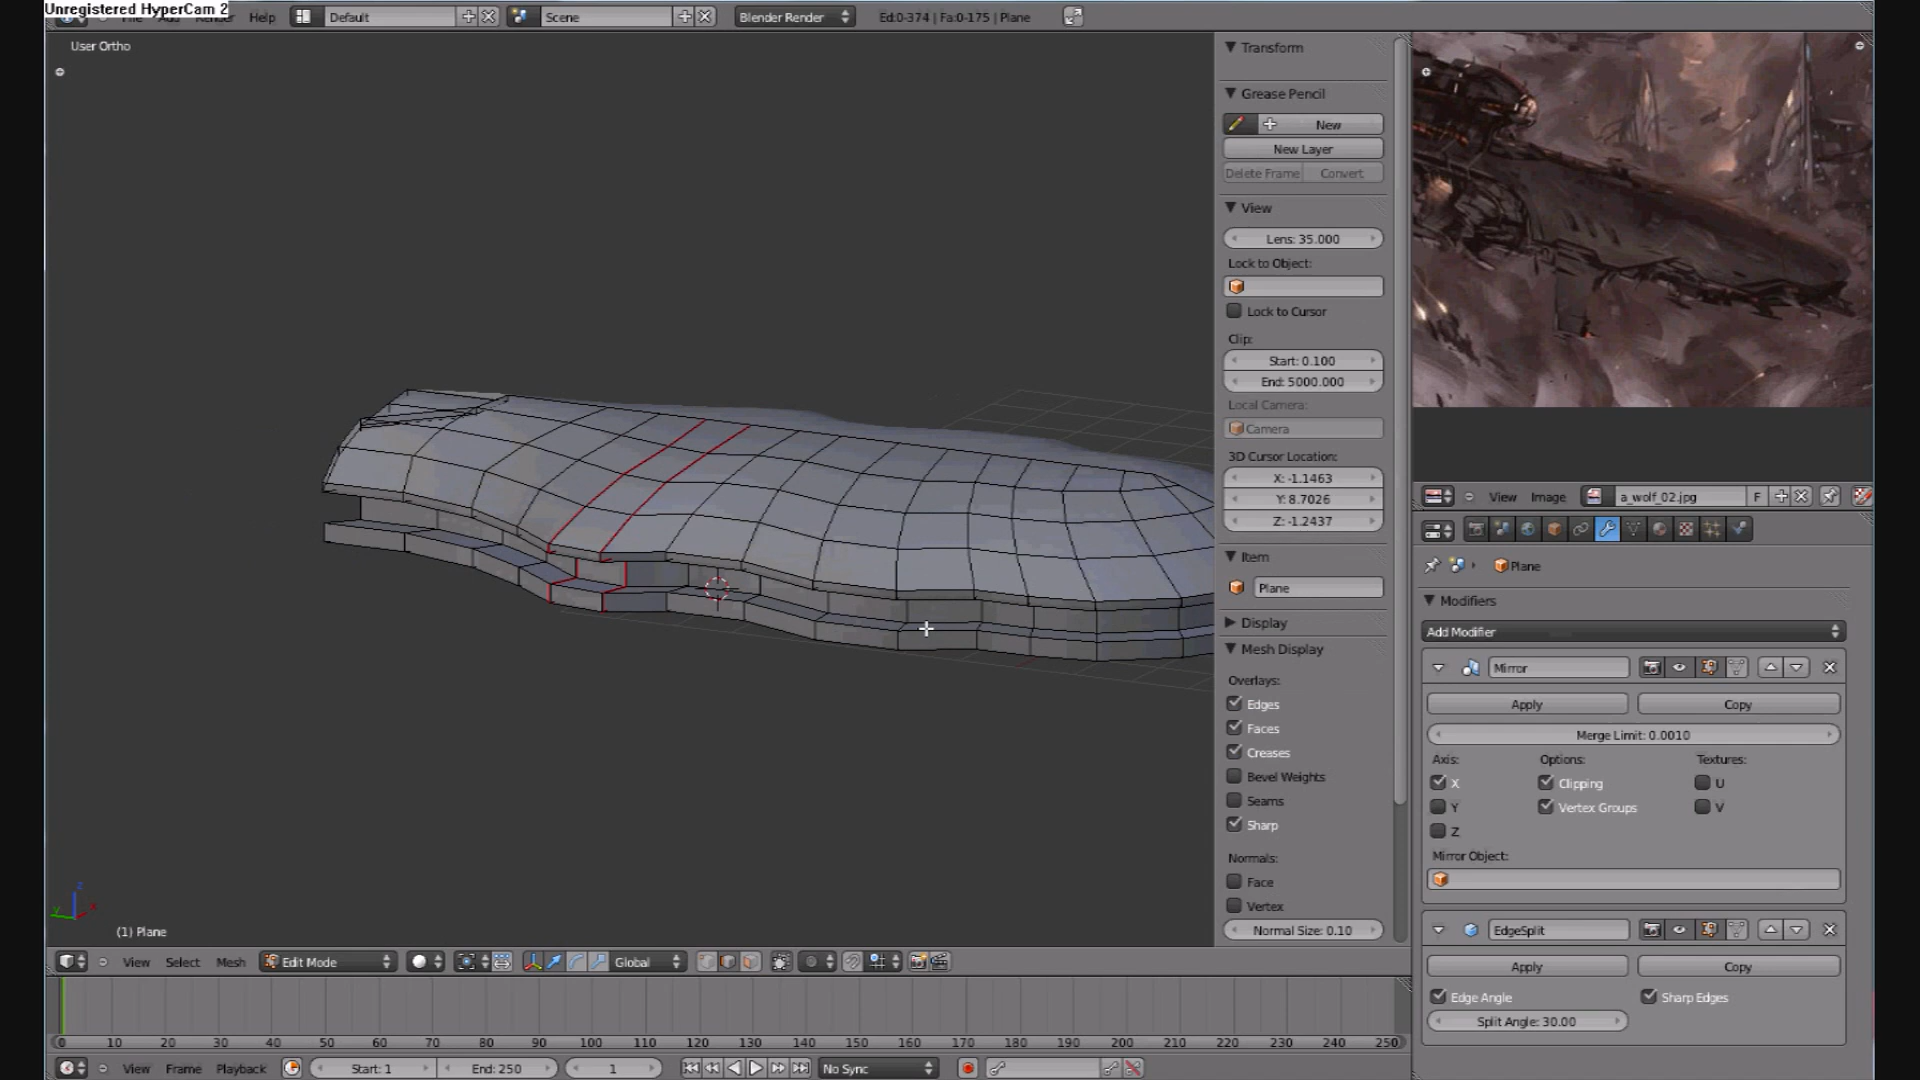 Unregistered HyperCam 2
Help Default Scene Blender Render Ed:0-374 | Fa:0-175 | Plane
User Ortho
Transform
Grease Pencil
New
New Layer
Delete Frame Convert
View
Lens: 35.000
Lock to Object:
Lock to Cursor
Clip:
Start: 0.100
End: 5000.000
Local Camera:
Camera
3D Cursor Location:
X: -1.1463
Y: 8.7026
Z: -1.2437
Item
Plane
Display
Mesh Display
Overlays:
Edges
Faces
Creases
Bevel Weights
Seams
Sharp
Normals:
Face
Vertex
Normal Size: 0.10
View Image a_wolf_02.jpg F
Plane
Modifiers
Add Modifier
Mirror
Apply Copy
Merge Limit: 0.0010
Axis: Options: Textures:
X Clipping U
Y Vertex Groups V
Z
Mirror Object:
EdgeSplit
Apply Copy
Edge Angle Sharp Edges
Split Angle: 30.00
z
y x
(1) Plane
View Select Mesh Edit Mode Global
0 10 20 30 40 50 60 70 80 90 100 110 120 130 140 150 160 170 180 190 200 210 220 230 240 250
View Frame Playback Start: 1 End: 250 1 No Sync